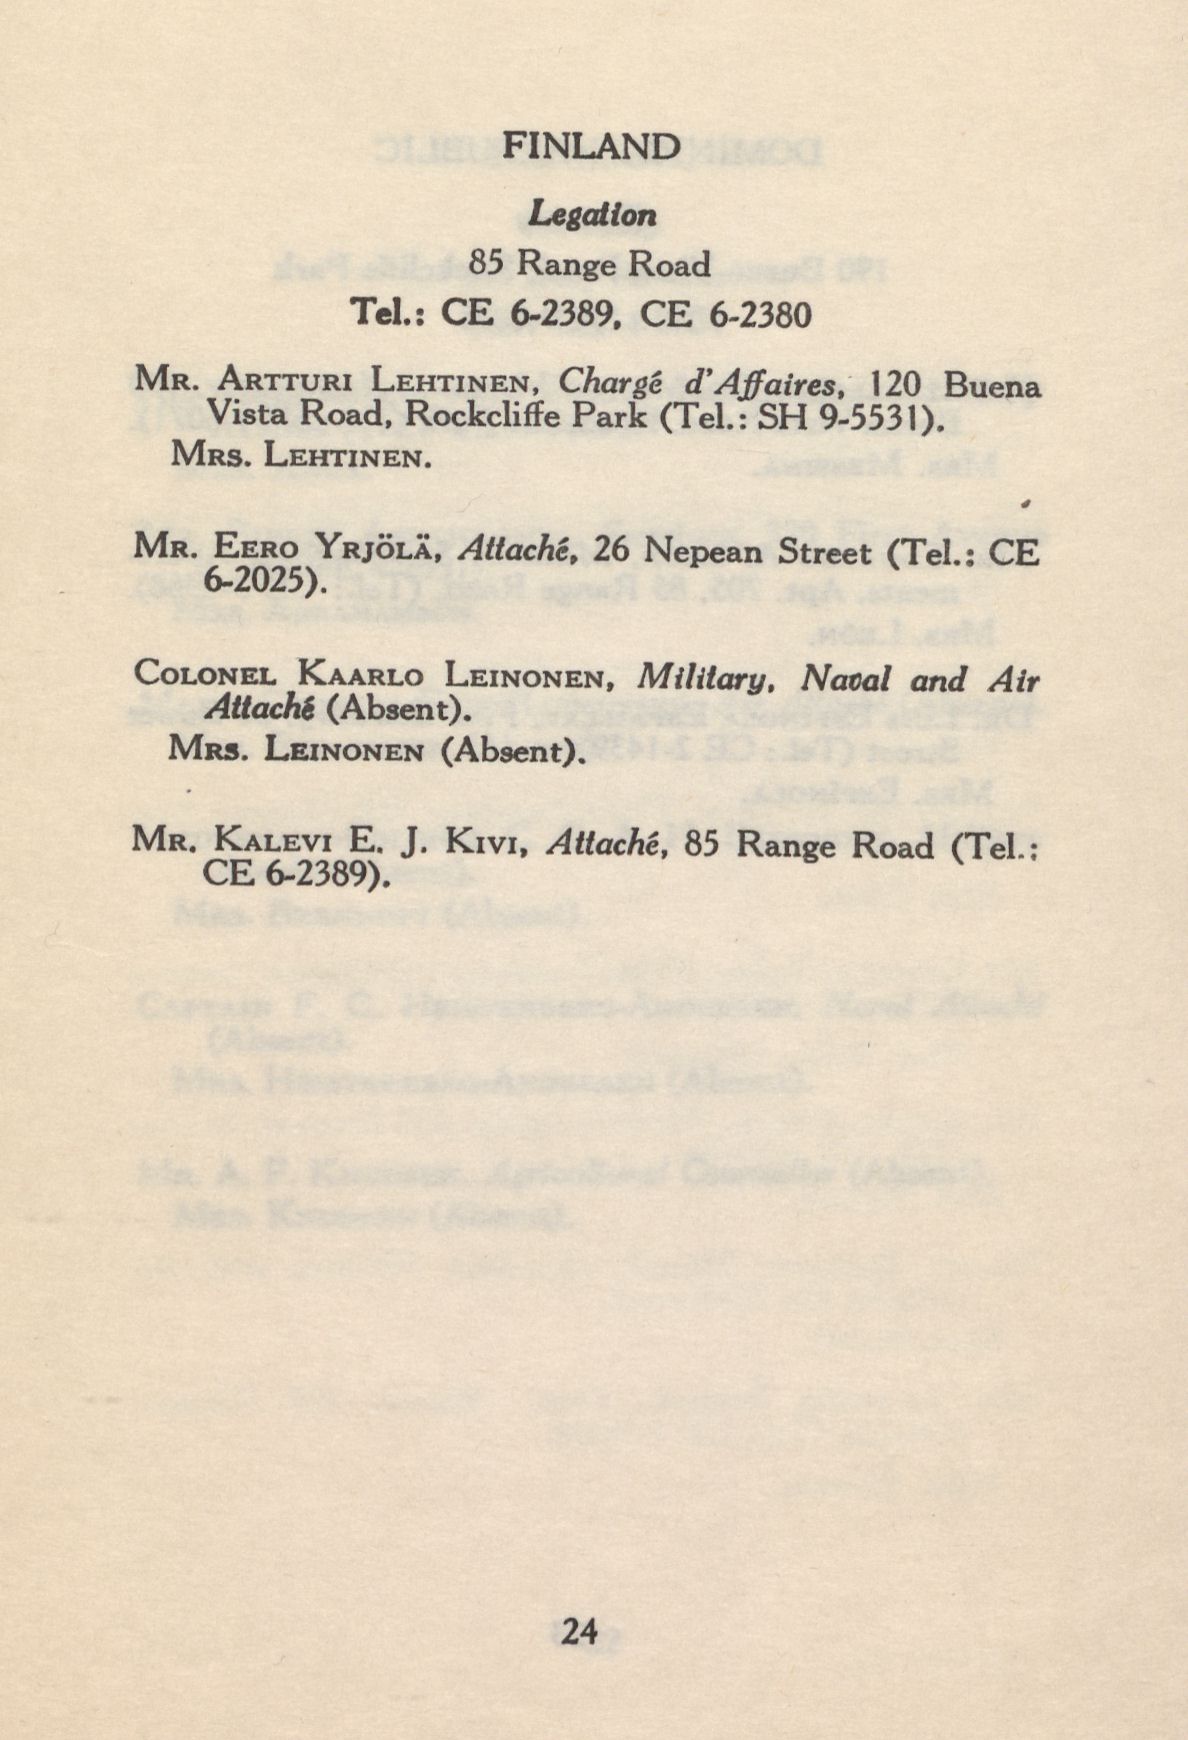 FINLAND
Legation
85 Range Road
Tel.: CE 6-2389, CE 6-2380
MR. ARTTURI LEHTINEN, Chargé d'Affaires, 120 Buena
Vista Road, Rockcliffe Park (Tel.: SH 9-5531).
MRS. LEHTINEN.
MR. EERO YRJÖLÄ, Attaché, 26 Nepean Street (Tel.: CE
6-2025).
COLONEL KAARLO LEINONEN, Military, Naval and Air
Attaché (Absent).
MRS. LEINONEN (Absent).
MR. KALEVI E. J. KIVI, Attaché, 85 Range Road (Tel.:
CE 6-2389).
24